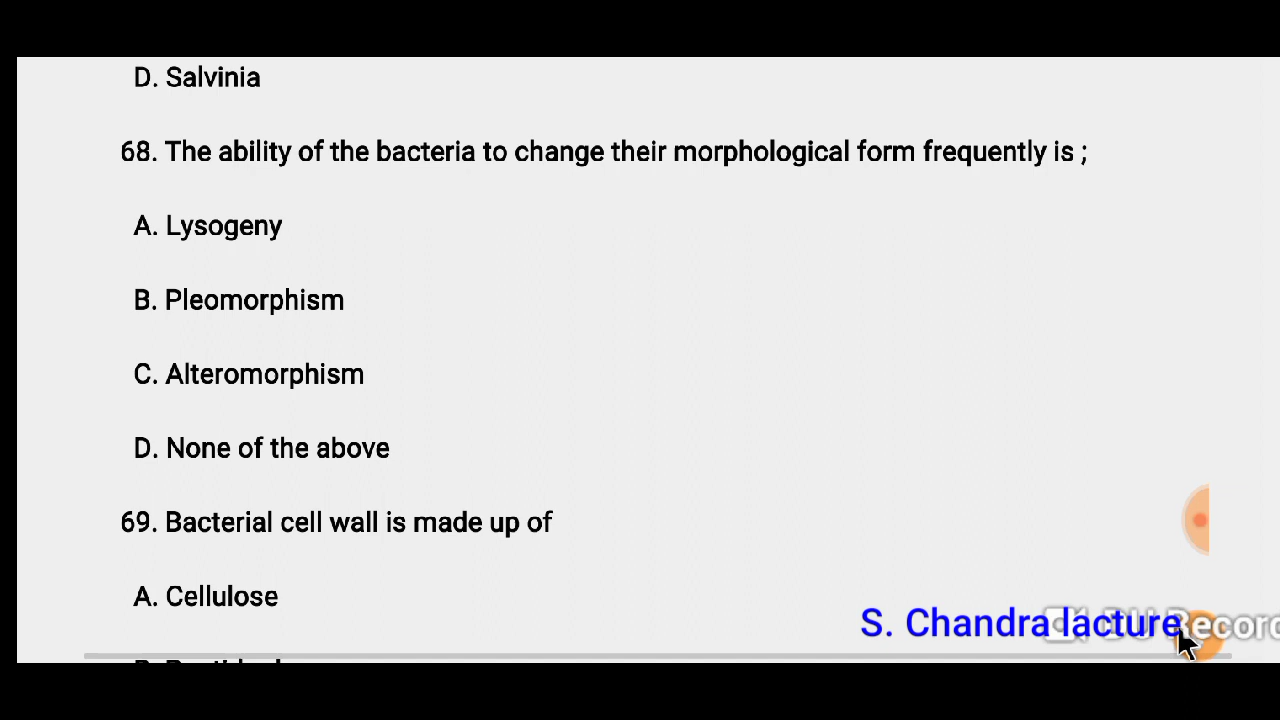 D. Salvinia
68. The ability of the bacteria to change their morphological form frequently is ;
A. Lysogeny
B. Pleomorphism
C. Alteromorphism
D. None of the above
69. Bacterial cell wall is made up of
A. Cellulose
S. Chandra lacture